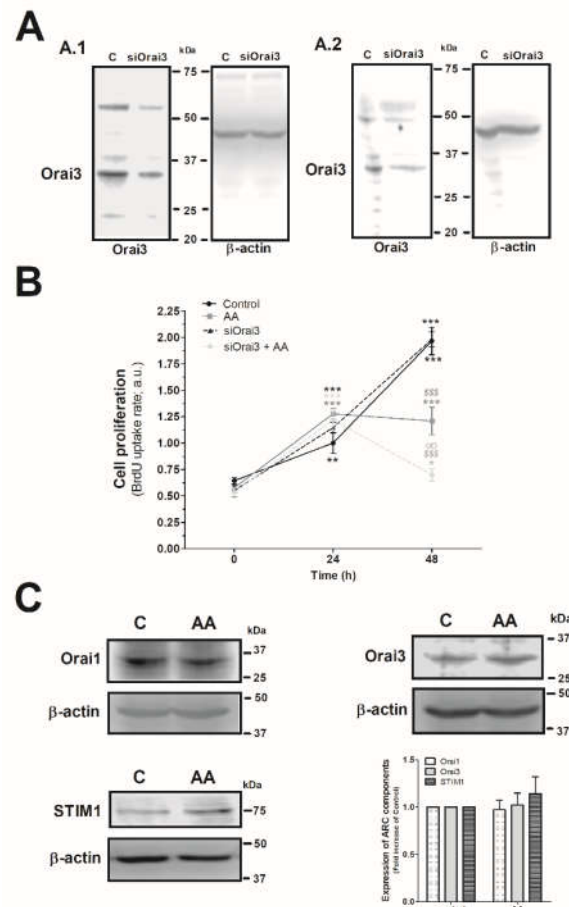 A
A.1
C siOrai3
kDa
75
50
37
25
20
Orai3
Orai3
β-actin
A.2
C siOrai3
kDa
75
50
37
25
20
Orai3
Orai3
β-actin
B
Control
AA
siOrai3
siOrai3 + AA
Cell proliferation
(BrdU uptake rate; a.u.)
2.25
2.00
1.75
1.50
1.25
1.00
0.75
0.50
0.25
0.00
***
***
***
***
**
$$$
***
$$$
*
0
24
48
Time (h)
C
C AA
kDa
Orai1
37
25
β-actin
50
37
C AA
kDa
Orai3
37
25
β-actin
50
37
C AA
kDa
STIM1
75
β-actin
50
37
Orai1
Orai3
STIM1
Expression of ARC components
(Fold increase of Control)
1.5
1.0
0.5
0.0